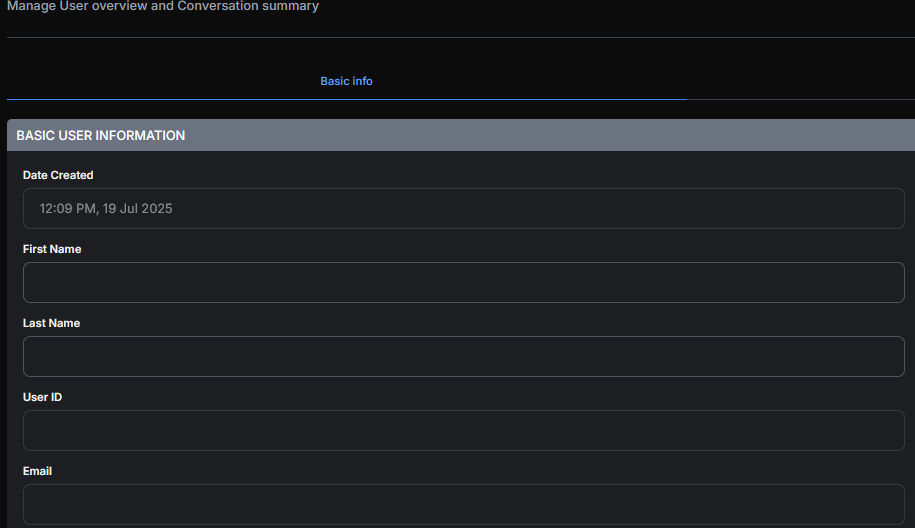 Manage User overview and Conversation summary
Basic info
BASIC USER INFORMATION
Date Created
12:09 PM, 19 Jul 2025
First Name
Last Name
User ID
Email